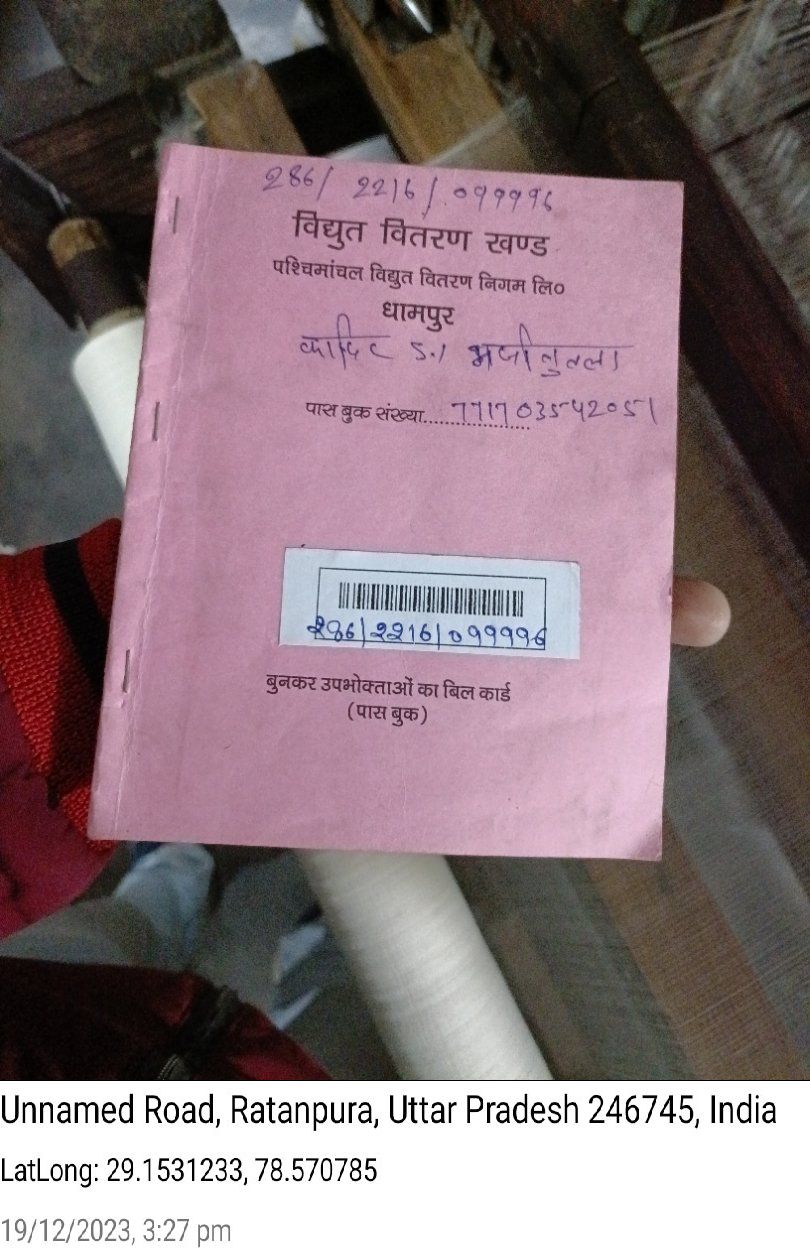 286/ 2216/ 099996
विद्युत वितरण खण्ड
पश्चिमांचल विद्युत वितरण निगम लि०
धामपुर
S./
पास बुक संख्या.................. 771703542051
286/2216/099996
बुनकर उपभोक्ताओं का बिल कार्ड
(पास बुक)
Unnamed Road, Ratanpura, Uttar Pradesh 246745, India
LatLong: 29.1531233, 78.570785
19/12/2023, 3:27 pm